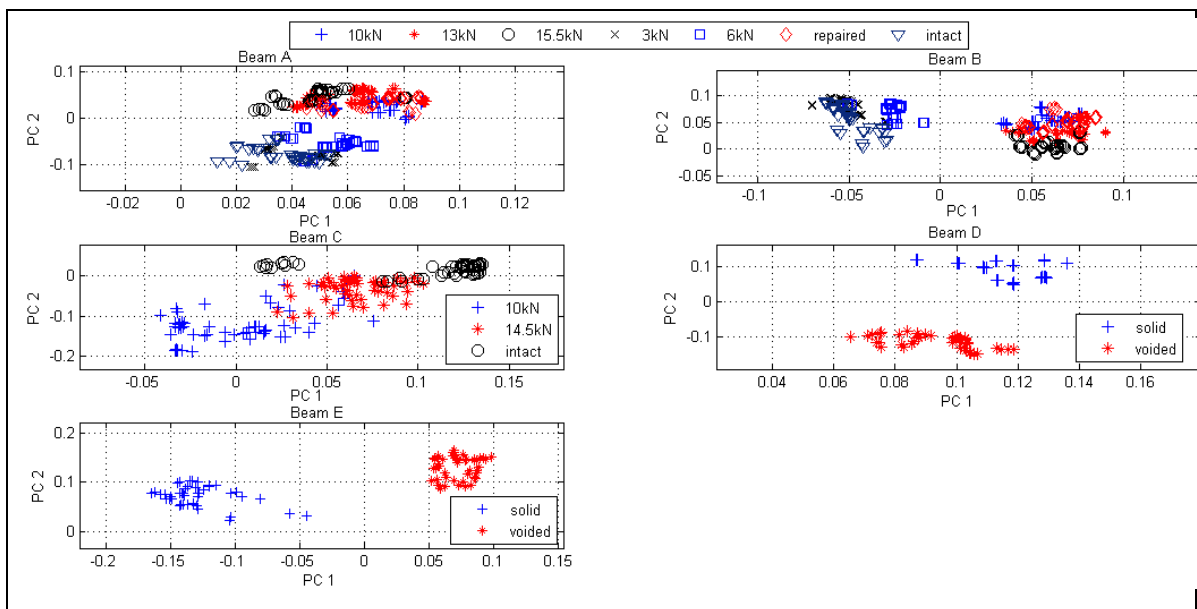 10kN 13kN 15.5kN 3kN 6kN repaired intact
Beam A
0.1
0
-0.1
PC 2
-0.02 0 0.02 0.04 0.06 0.08 0.1 0.12
PC 1
Beam B
0.1
0.05
0
-0.05
PC 2
-0.1 -0.05 0 0.05 0.1
PC 1
Beam C
0
-0.1
-0.2
PC 2
10kN
14.5kN
intact
-0.05 0 0.05 0.1 0.15
PC 1
Beam D
0.1
0
-0.1
PC 2
solid
voided
0.04 0.06 0.08 0.1 0.12 0.14 0.16
PC 1
Beam E
0.2
0.1
0
PC 2
solid
voided
-0.2 -0.15 -0.1 -0.05 0 0.05 0.1 0.15
PC 1